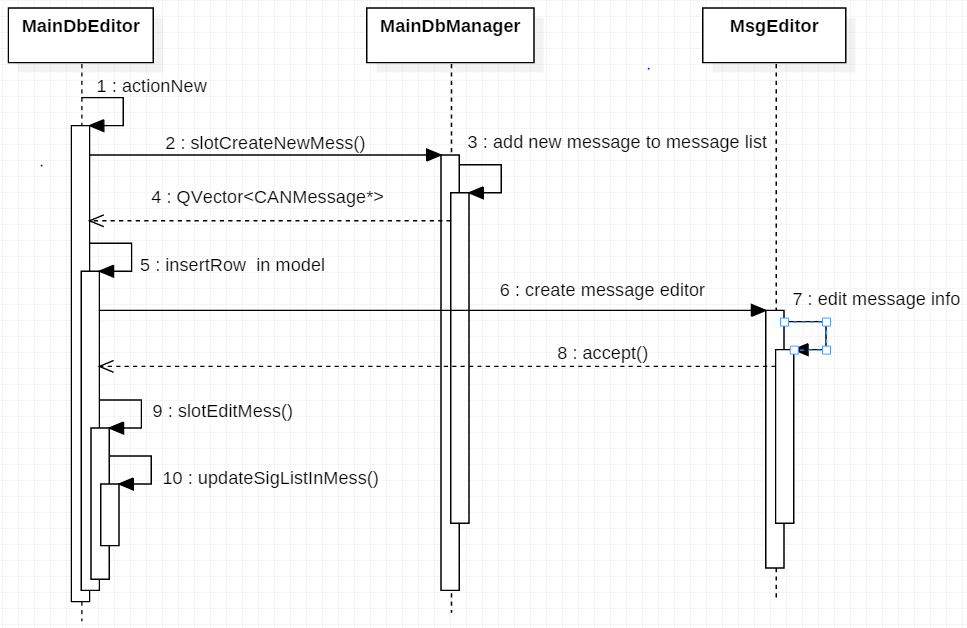 MainDbEditor
MainDbManager
MsgEditor
1 : actionNew
2 : slotCreateNewMess()
3 : add new message to message list
4 : QVector<CANMessage*>
5 : insertRow  in model
6 : create message editor
7 : edit message info
8 : accept()
9 : slotEditMess()
10 : updateSigListInMess()